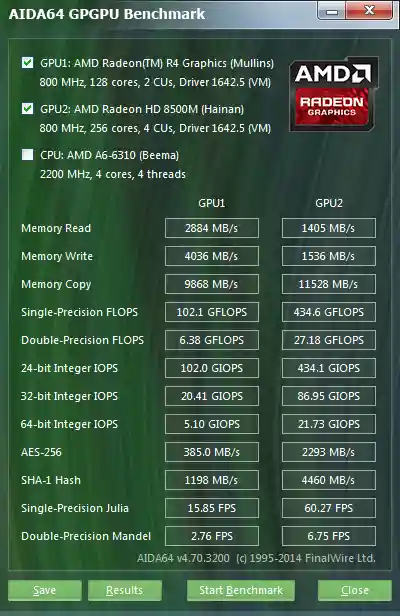 AIDA64 GPGPU Benchmark
GPU1: AMD Radeon(TM) R4 Graphics (Mullins)
800 MHz, 128 cores, 2 CUs, Driver 1642.5 (VM)
GPU2: AMD Radeon HD 8500M (Hainan)
800 MHz, 256 cores, 4 CUs, Driver 1642.5 (VM)
CPU: AMD A6-6310 (Beema)
2200 MHz, 4 cores, 4 threads
AMD
RADEON
GRAPHICS
GPU1 GPU2
Memory Read 2884 MB/s 1405 MB/s
Memory Write 4036 MB/s 1536 MB/s
Memory Copy 9868 MB/s 11528 MB/s
Single-Precision FLOPS 102.1 GFLOPS 434.6 GFLOPS
Double-Precision FLOPS 6.38 GFLOPS 27.18 GFLOPS
24-bit Integer IOPS 102.0 GIOPS 434.1 GIOPS
32-bit Integer IOPS 20.41 GIOPS 86.95 GIOPS
64-bit Integer IOPS 5.10 GIOPS 21.73 GIOPS
AES-256 385.0 MB/s 2293 MB/s
SHA-1 Hash 1198 MB/s 4460 MB/s
Single-Precision Julia 15.85 FPS 60.27 FPS
Double-Precision Mandel 2.76 FPS 6.75 FPS
AIDA64 v4.70.3200 (c) 1995-2014 FinalWire Ltd.
Save Results Start Benchmark Close